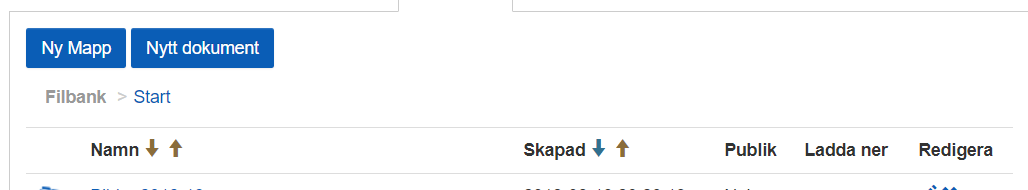 Ny Mapp Nytt dokument
Filbank > Start
Namn Skapad Publik Ladda ner Redigera